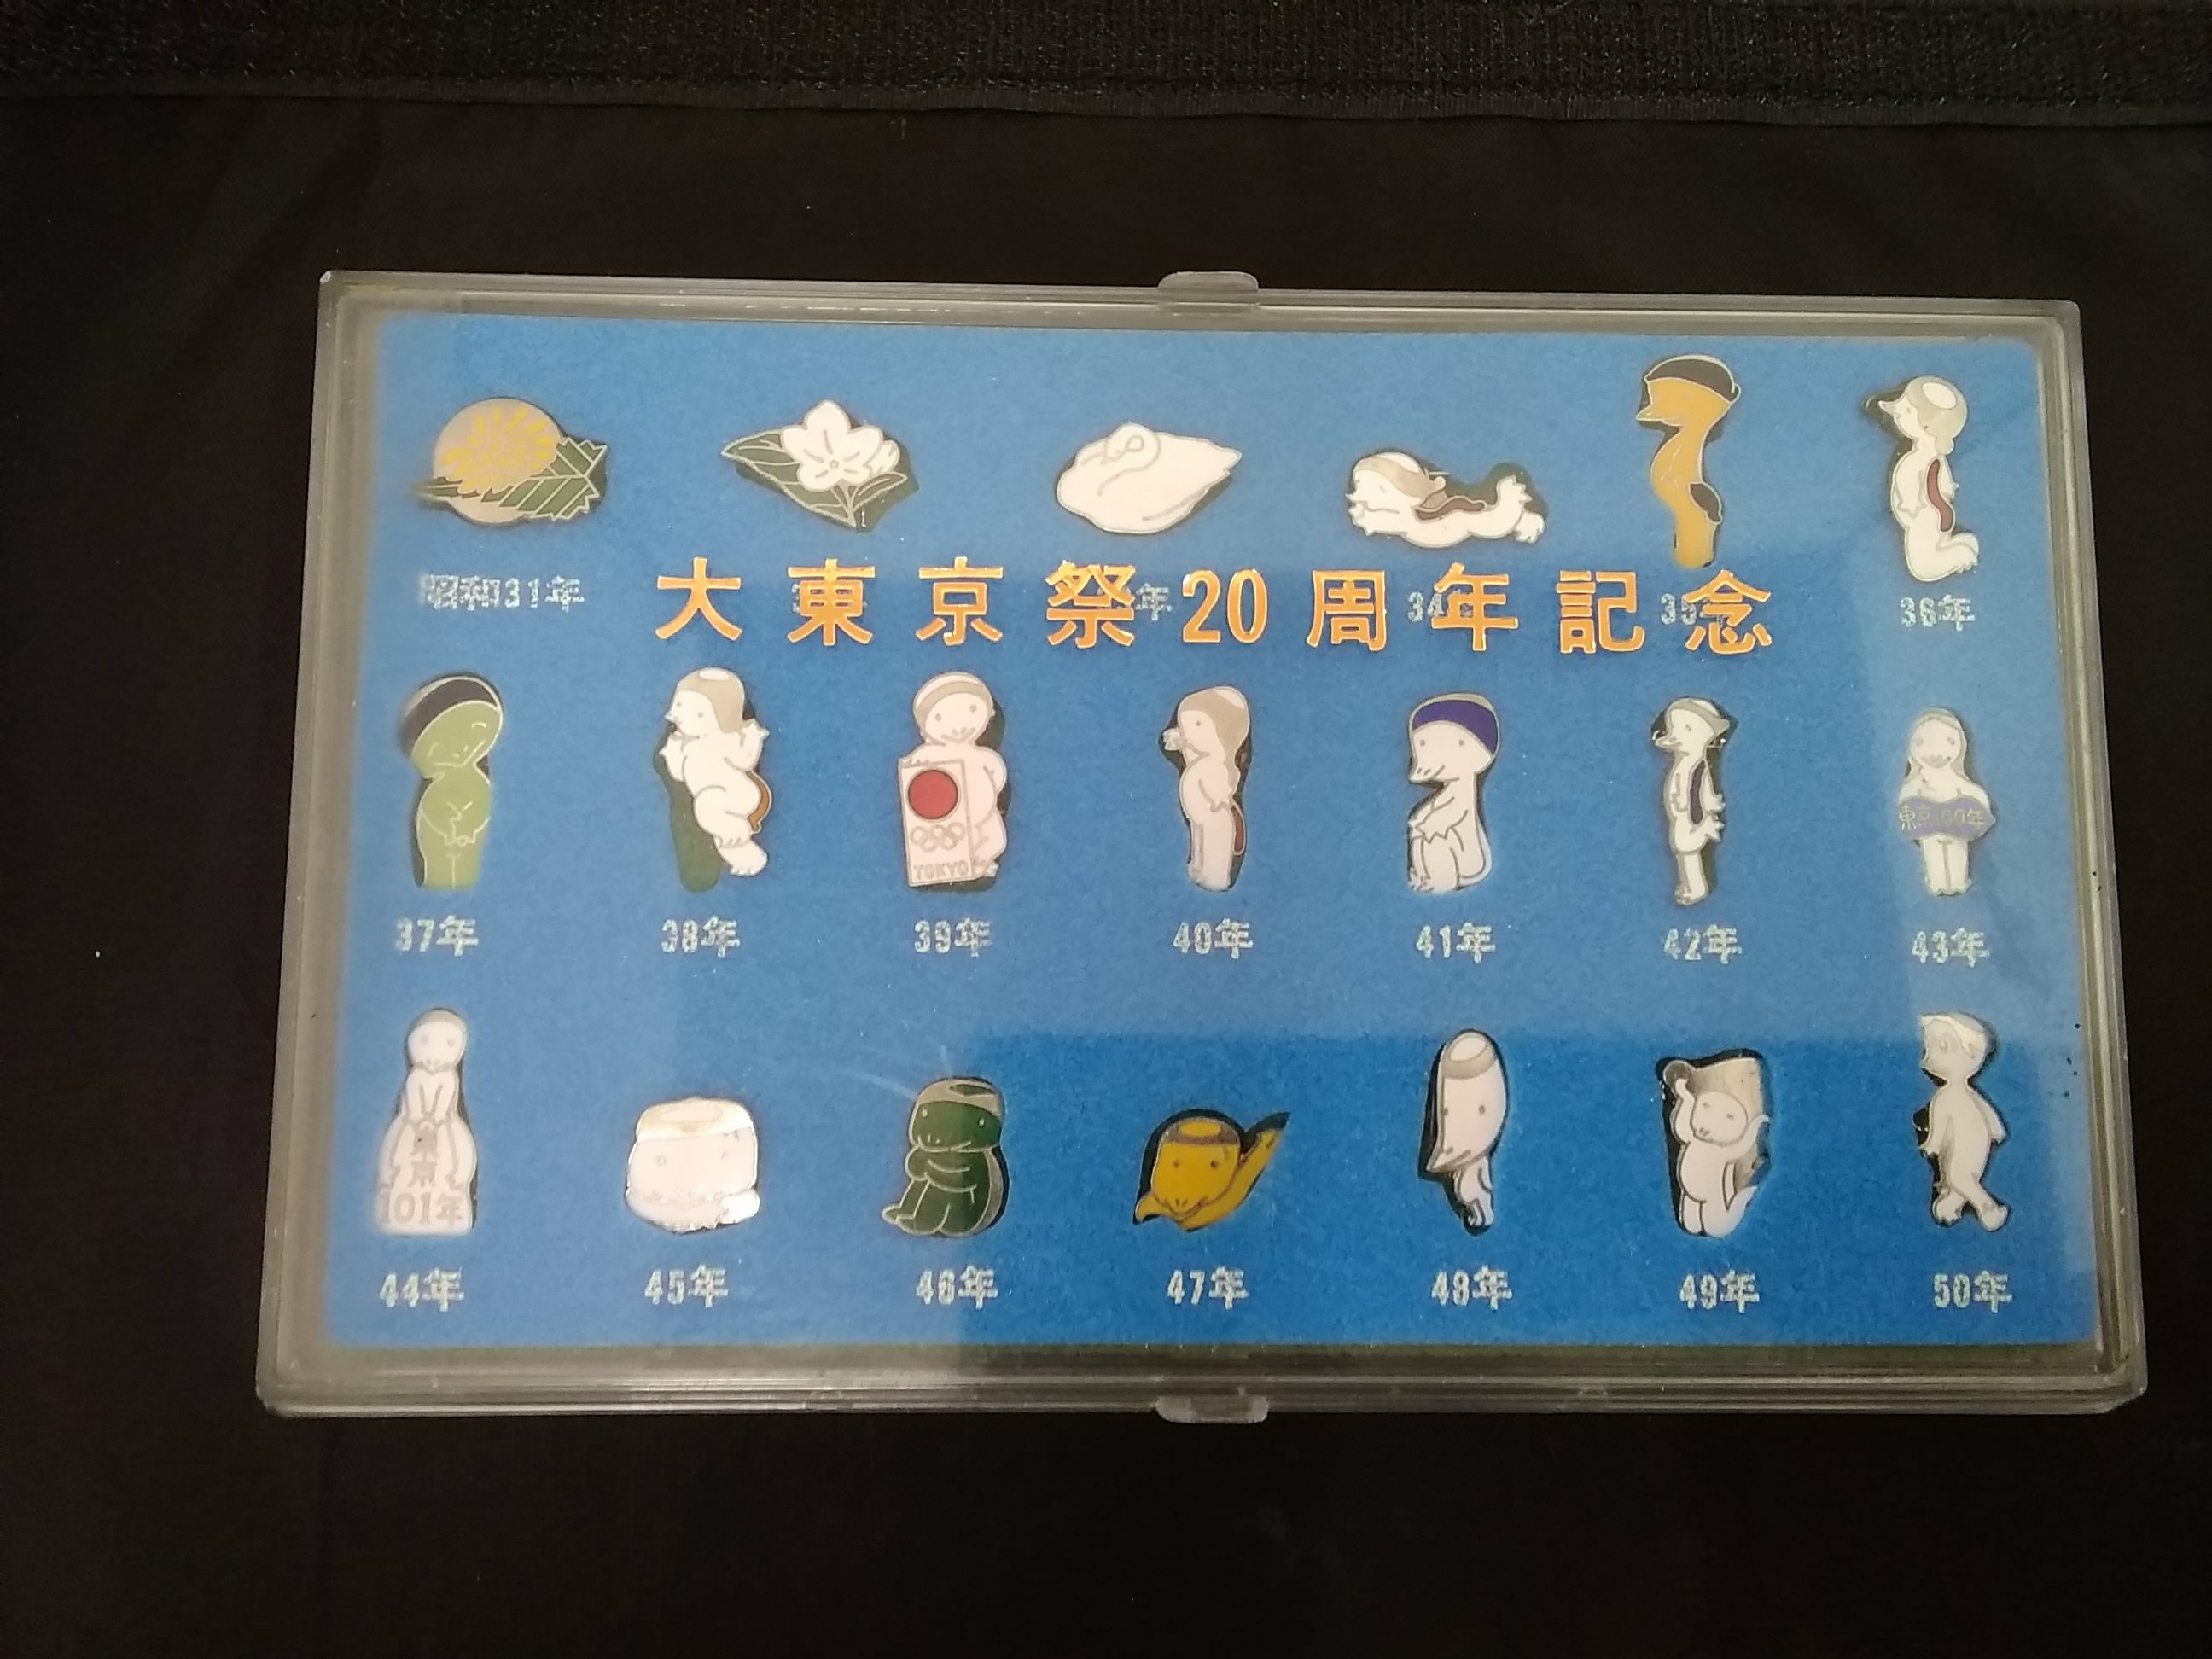 昭和31年
年
34
35
36年
大東京祭20周年記念
TOKYO
東京100年
37年
38年
39年
40年
41年
42年
43年
東京
101年
44年
45年
46年
47年
48年
49年
50年